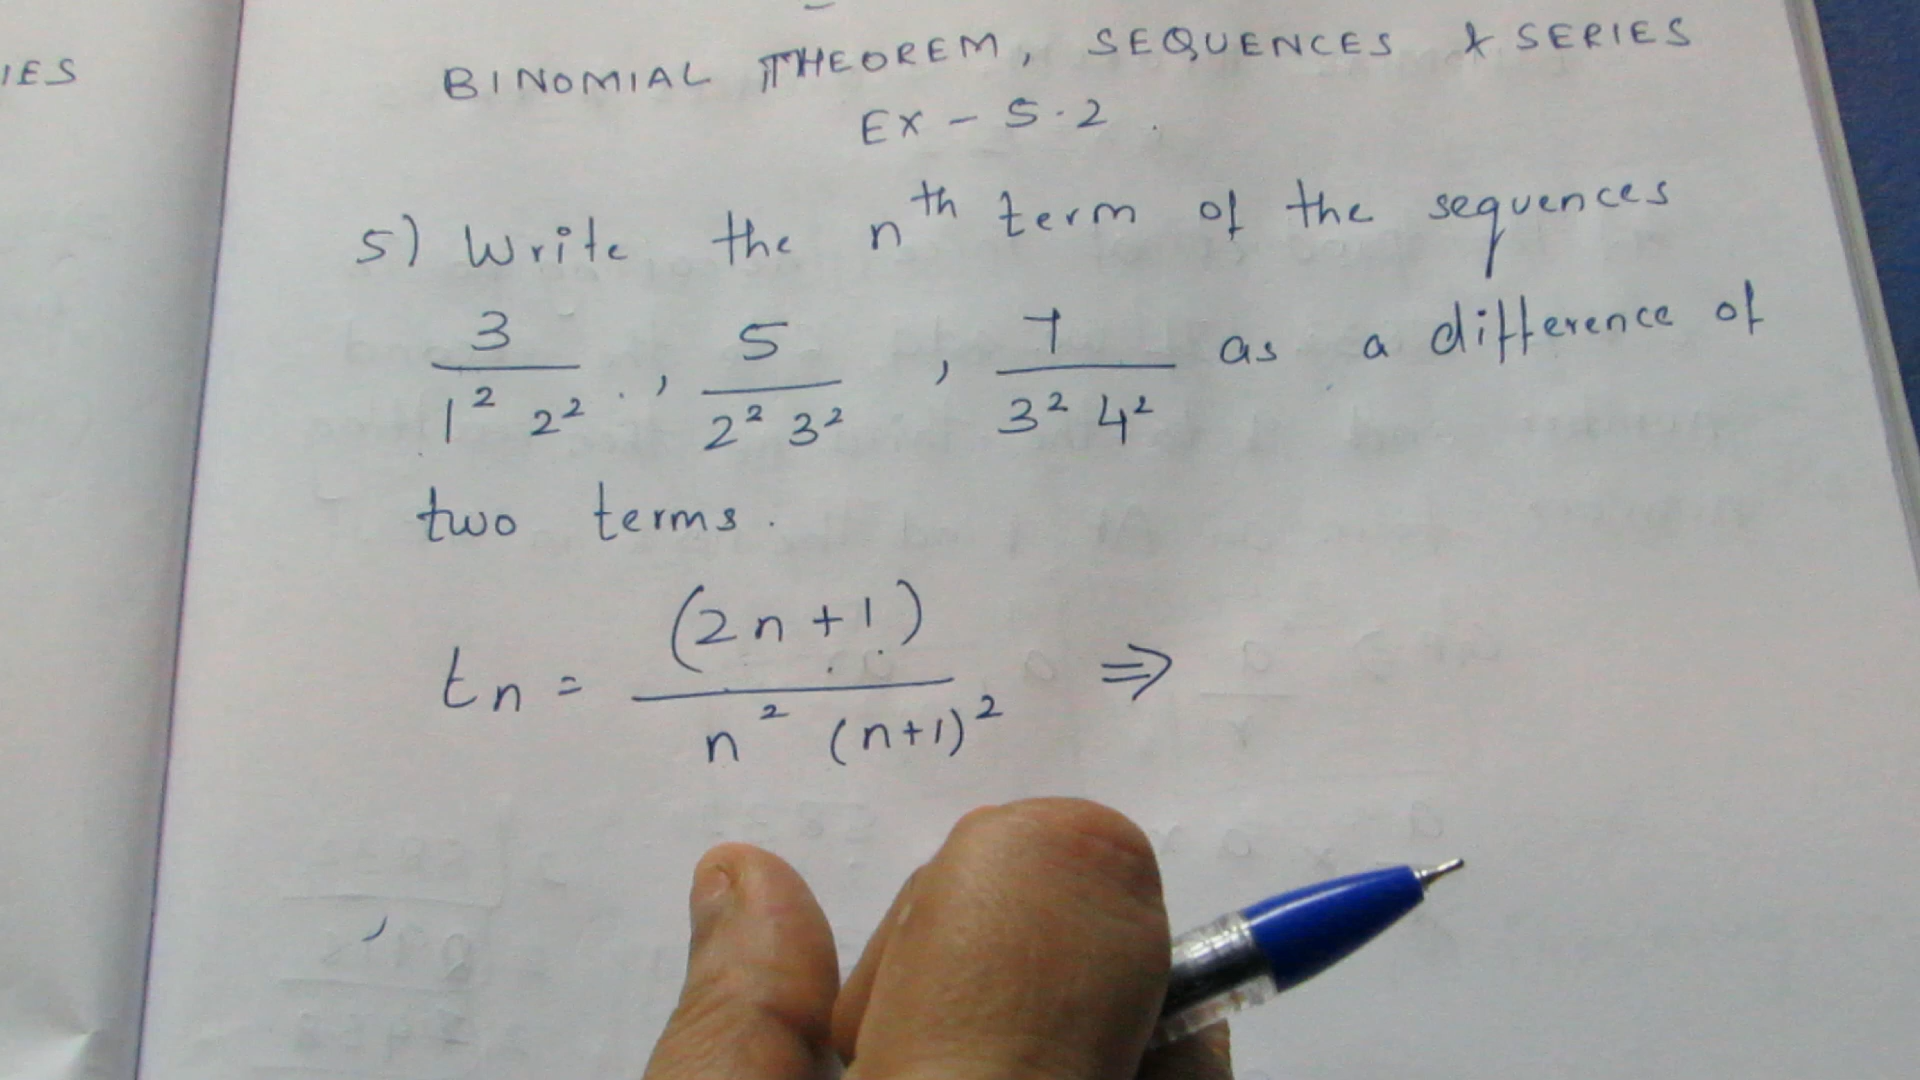 IES
BINOMIAL THEOREM, SEQUENCES & SERIES
EX - 5.2
5) Write the nth term of the sequences
3/(1² 2²), 5/(2² 3²), 7/(3² 4²) as a difference of
two terms.
tn = (2n+1)/(n² (n+1)²) ⇒